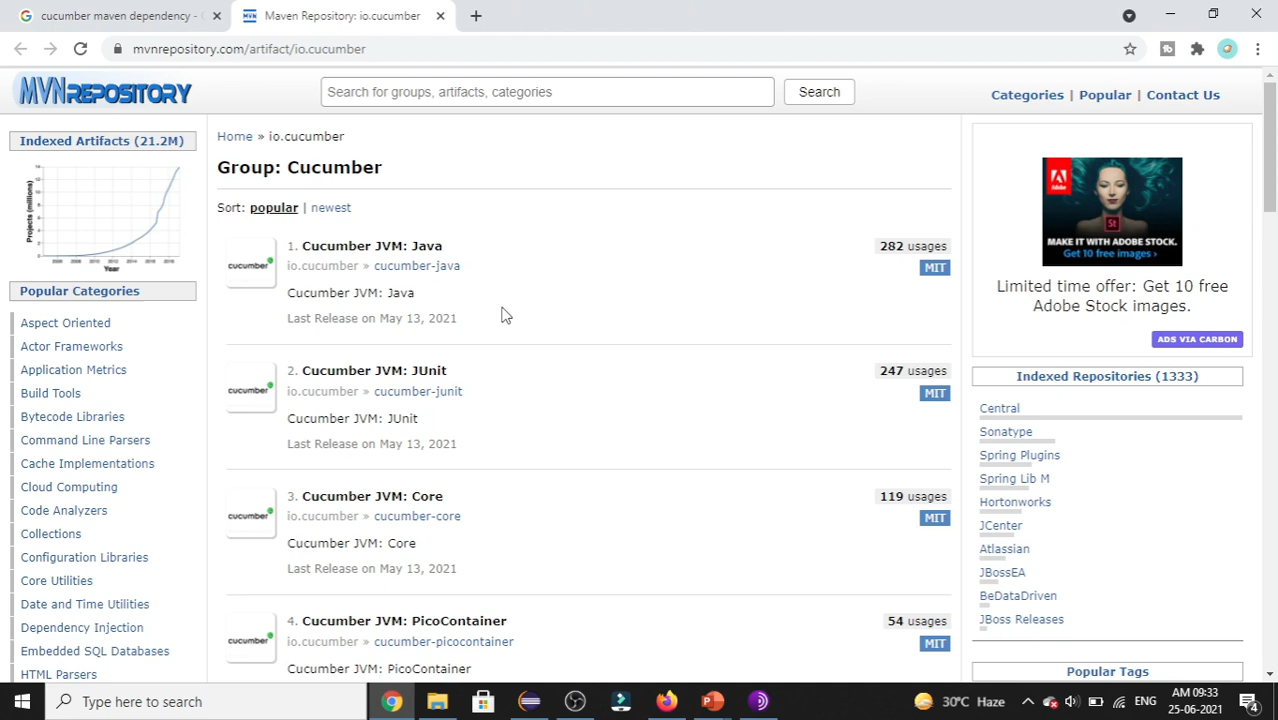 cucumber maven dependency -
Maven Repository: io.cucumber
mvnrepository.com/artifact/io.cucumber
MVNREPOSITORY
Search for groups, artifacts, categories
Search
Categories | Popular | Contact Us
Indexed Artifacts (21.2M)
Projects (millions)
Year
Popular Categories
Aspect Oriented
Actor Frameworks
Application Metrics
Build Tools
Bytecode Libraries
Command Line Parsers
Cache Implementations
Cloud Computing
Code Analyzers
Collections
Configuration Libraries
Core Utilities
Date and Time Utilities
Dependency Injection
Embedded SQL Databases
HTML Parsers
Home » io.cucumber
Group: Cucumber
Sort: popular | newest
cucumber
1. Cucumber JVM: Java
282 usages
io.cucumber » cucumber-java
MIT
Cucumber JVM: Java
Last Release on May 13, 2021
cucumber
2. Cucumber JVM: JUnit
247 usages
io.cucumber » cucumber-junit
MIT
Cucumber JVM: JUnit
Last Release on May 13, 2021
cucumber
3. Cucumber JVM: Core
119 usages
io.cucumber » cucumber-core
MIT
Cucumber JVM: Core
Last Release on May 13, 2021
cucumber
4. Cucumber JVM: PicoContainer
54 usages
io.cucumber » cucumber-picocontainer
MIT
Cucumber JVM: PicoContainer
St
MAKE IT WITH ADOBE STOCK.
Get 10 free images ›
Limited time offer: Get 10 free
Adobe Stock images.
ADS VIA CARBON
Indexed Repositories (1333)
Central
Sonatype
Spring Plugins
Spring Lib M
Hortonworks
JCenter
Atlassian
JBossEA
BeDataDriven
JBoss Releases
Popular Tags
Type here to search
30°C Haze
ENG
AM 09:33
25-06-2021
4